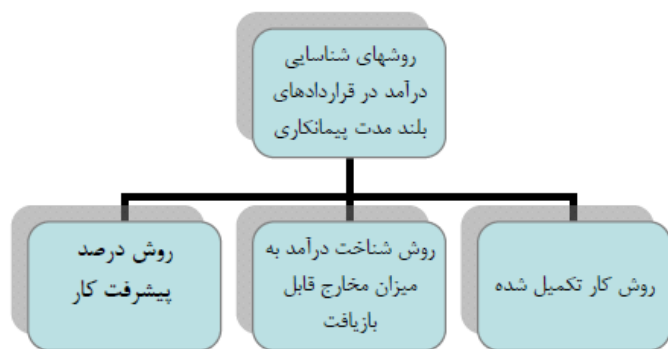 روشهای شناسایی
درآمد در قراردادهای
بلند مدت پیمانکاری
روش کار تکمیل شده
روش شناخت درآمد به
میزان مخارج قابل
بازیافت
روش درصد
پیشرفت کار